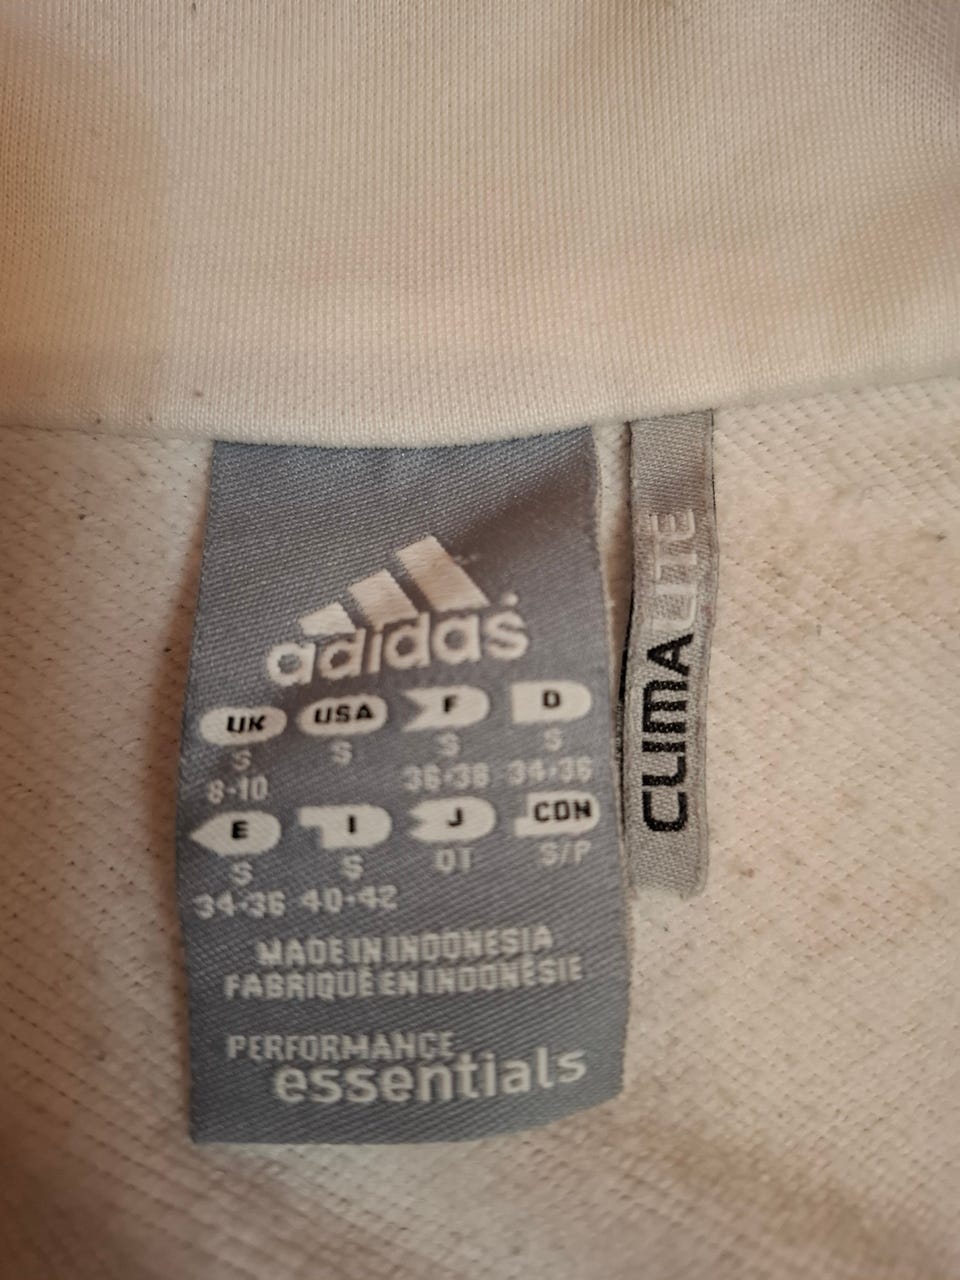 adidas
UK USA F D
S S S S
8-10 36-38 34-36
E I J CDN
S S OT S/P
34-36 40-42
MADE IN INDONESIA
FABRIQUÉ EN INDONÉSIE
PERFORMANCE
essentials
CLIMALITE